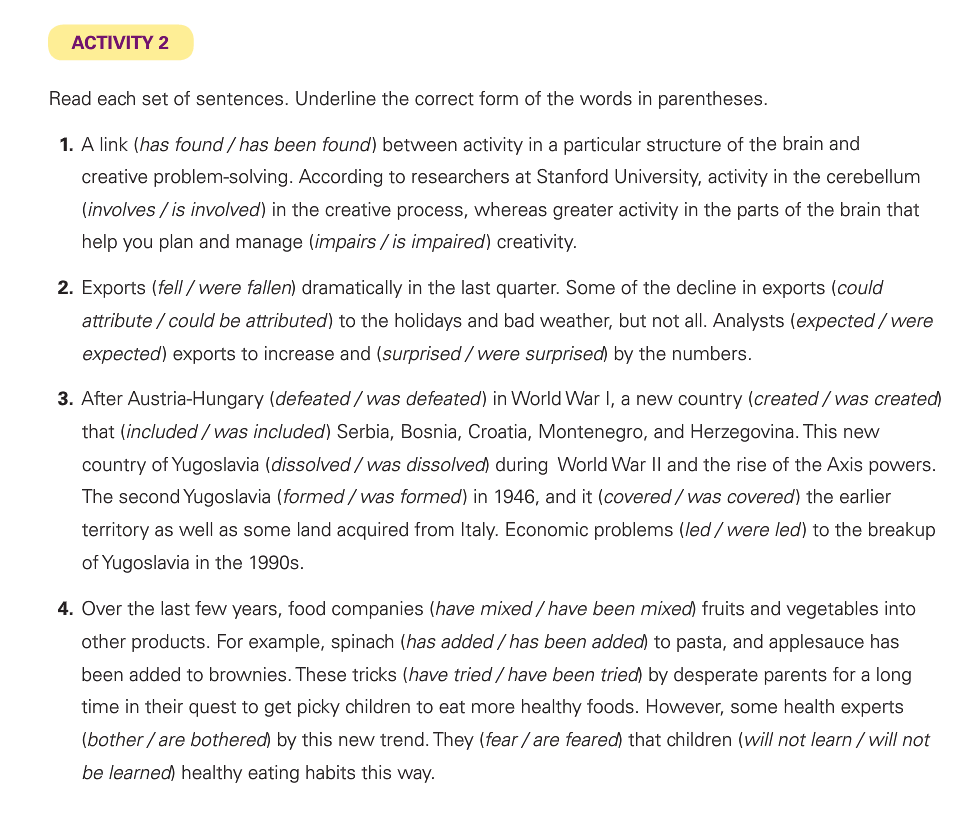 ACTIVITY 2
Read each set of sentences. Underline the correct form of the words in parentheses.
1. A link (has found / has been found) between activity in a particular structure of the brain and
creative problem-solving. According to researchers at Stanford University, activity in the cerebellum
(involves / is involved) in the creative process, whereas greater activity in the parts of the brain that
help you plan and manage (impairs / is impaired) creativity.
2. Exports (fell / were fallen) dramatically in the last quarter. Some of the decline in exports (could
attribute / could be attributed) to the holidays and bad weather, but not all. Analysts (expected / were
expected) exports to increase and (surprised / were surprised) by the numbers.
3. After Austria-Hungary (defeated / was defeated) in World War I, a new country (created / was created)
that (included / was included) Serbia, Bosnia, Croatia, Montenegro, and Herzegovina. This new
country of Yugoslavia (dissolved / was dissolved) during World War II and the rise of the Axis powers.
The second Yugoslavia (formed / was formed) in 1946, and it (covered / was covered) the earlier
territory as well as some land acquired from Italy. Economic problems (led / were led) to the breakup
of Yugoslavia in the 1990s.
4. Over the last few years, food companies (have mixed / have been mixed) fruits and vegetables into
other products. For example, spinach (has added / has been added) to pasta, and applesauce has
been added to brownies. These tricks (have tried / have been tried) by desperate parents for a long
time in their quest to get picky children to eat more healthy foods. However, some health experts
(bother / are bothered) by this new trend. They (fear / are feared) that children (will not learn / will not
be learned) healthy eating habits this way.